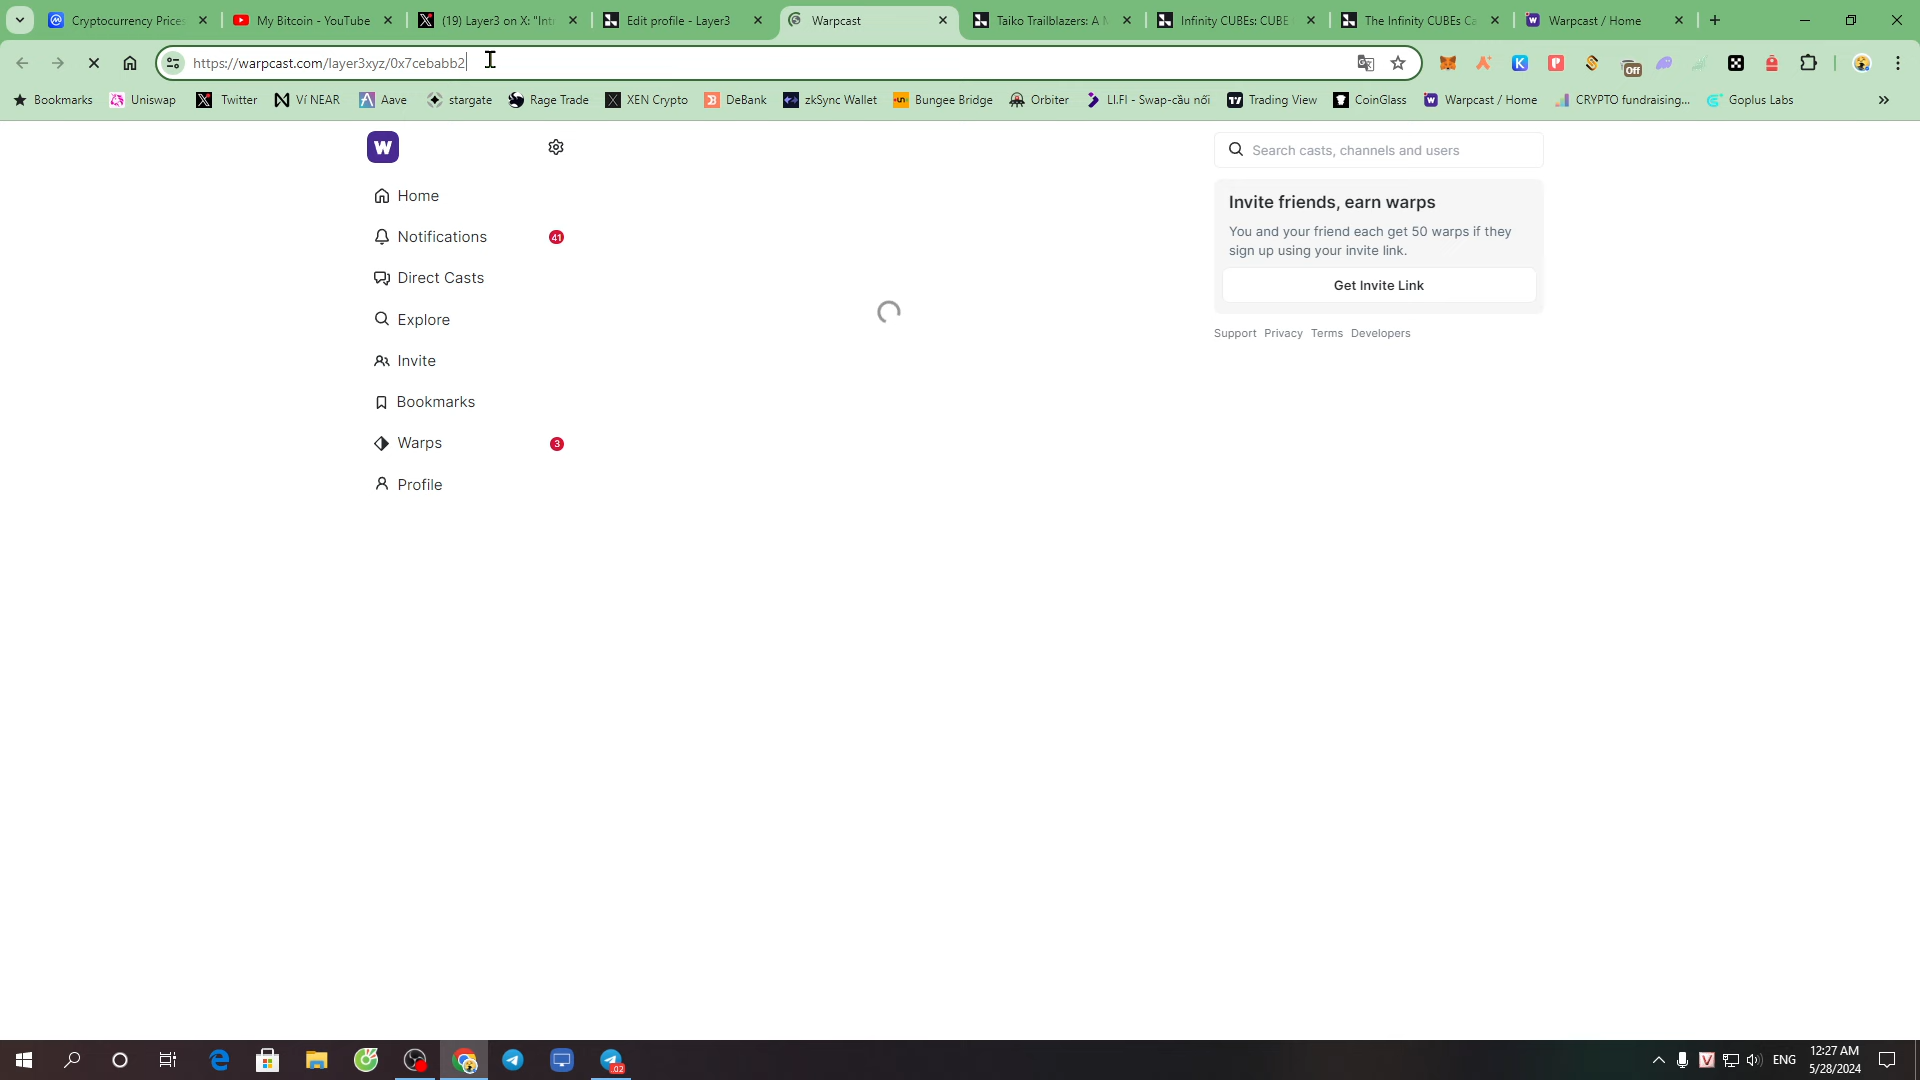 Cryptocurrency Prices
My Bitcoin - YouTube
(19) Layer3 on X: "Int
Edit profile - Layer3
Warpcast
Taiko Trailblazers: A
Infinity CUBEs: CUBE
The Infinity CUBEs Ca
Warpcast / Home
https://warpcast.com/layer3xyz/0x7cebabb2
Off
Bookmarks
Uniswap
Twitter
Ví NEAR
Aave
stargate
Rage Trade
XEN Crypto
DeBank
zkSync Wallet
Bungee Bridge
Orbiter
LI.FI - Swap-cầu nối
Trading View
CoinGlass
Warpcast / Home
CRYPTO fundraising...
Goplus Labs
W
Home
Notifications 41
Direct Casts
Explore
Invite
Bookmarks
Warps 3
Profile
Search casts, channels and users
Invite friends, earn warps
You and your friend each get 50 warps if they
sign up using your invite link.
Get Invite Link
Support Privacy Terms Developers
ENG
12:27 AM
5/28/2024